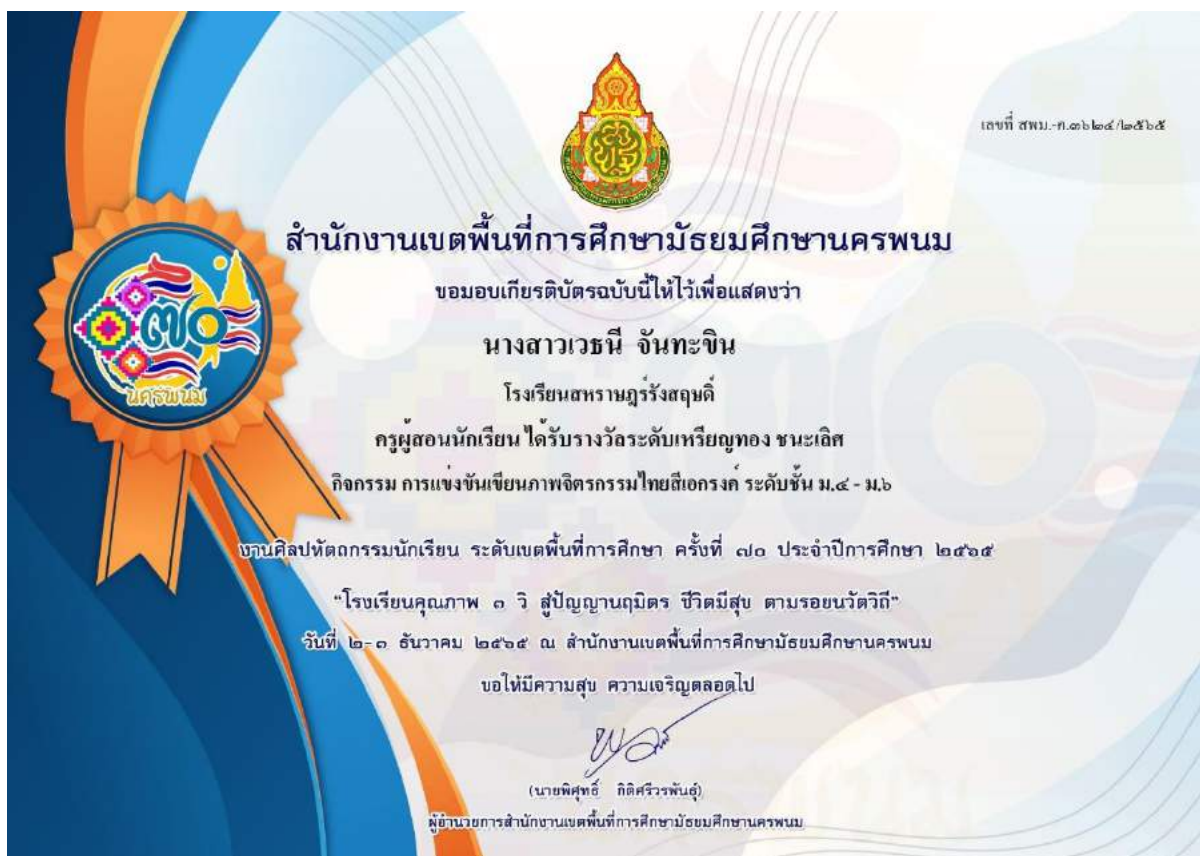 เลขที่ สพม.-ค.๓๖๒๔/๒๕๖๕
สำนักงานเขตพื้นที่การศึกษามัธยมศึกษานครพนม
ขอมอบเกียรติบัตรฉบับนี้ให้ไว้เพื่อแสดงว่า
นางสาวเวธนี จันทะขิน
โรงเรียนสหราษฎร์รังสฤษดิ์
ครูผู้สอนนักเรียน ได้รับรางวัลระดับเหรียญทอง ชนะเลิศ
กิจกรรม การแข่งขันเขียนภาพจิตรกรรมไทยสีเอกรงค์ ระดับชั้น ม.๔ - ม.๖
๗๐
นครพนม
งานศิลปหัตถกรรมนักเรียน ระดับเขตพื้นที่การศึกษา ครั้งที่ ๗๐ ประจำปีการศึกษา ๒๕๖๕
“โรงเรียนคุณภาพ ๓ วิ สู่ปัญญานฤมิตร ชีวิตมีสุข ตามรอยนวัตวิถี”
วันที่ ๒-๓ ธันวาคม ๒๕๖๕ ณ สำนักงานเขตพื้นที่การศึกษามัธยมศึกษานครพนม
ขอให้มีความสุข ความเจริญตลอดไป
(นายพิศุทธิ์ กิติศรีวรพันธุ์)
ผู้อำนวยการสำนักงานเขตพื้นที่การศึกษามัธยมศึกษานครพนม